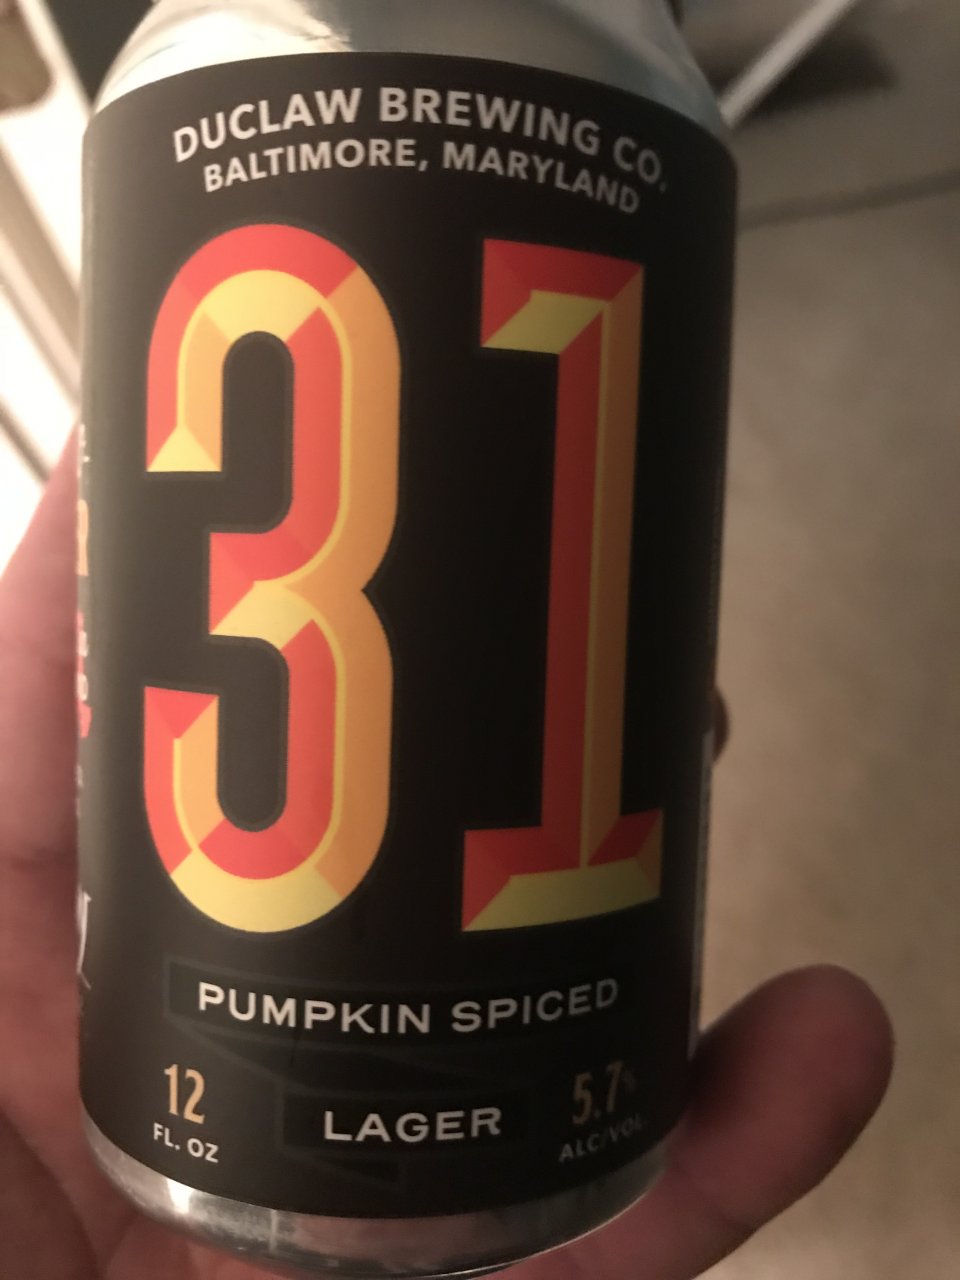 DUCLAW BREWING CO.
BALTIMORE, MARYLAND
31
PUMPKIN SPICED
LAGER
12
FL. OZ
5.7%
ALC/VOL.